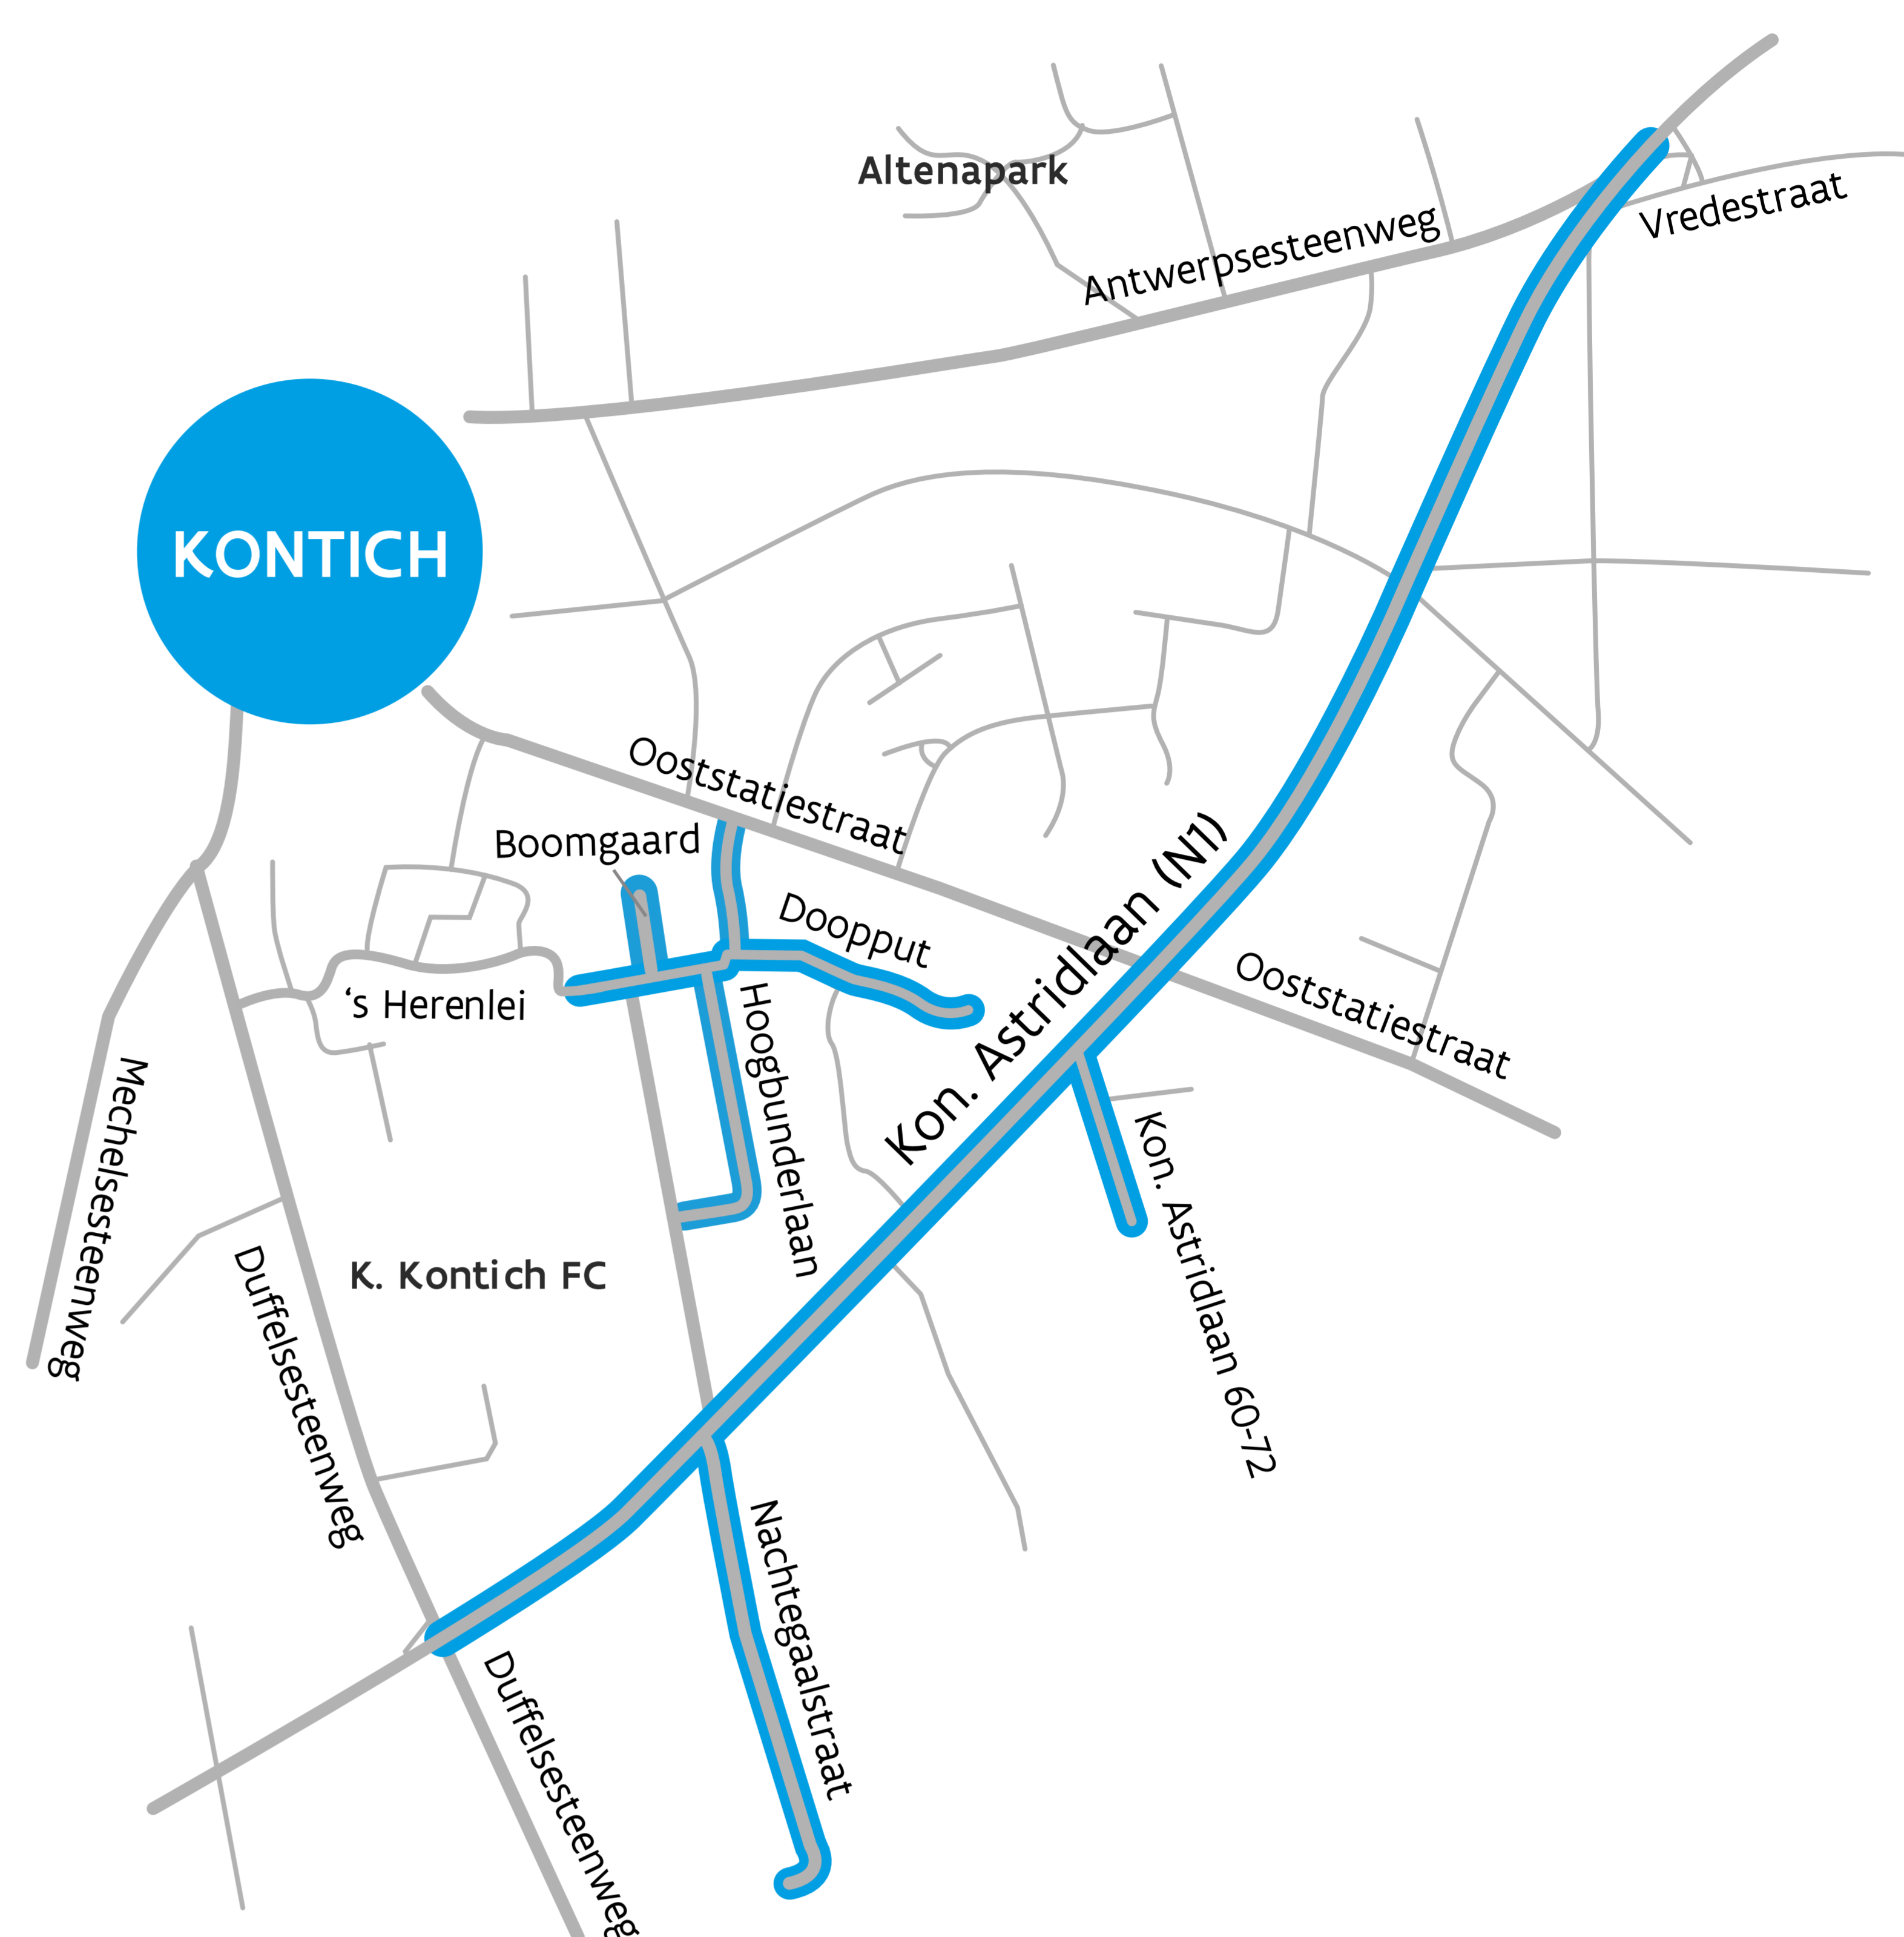 Altenapark
Vredestraat
Antwerpsesteenweg
KONTICH
Ooststatiestraat
Boomgaard
Doopput
Kon. Astridlaan (N1)
Ooststatiestraat
‘s Herenlei
Hoogbunderlaan
Mechelsesteenweg
Kon. Astridlaan 60-72
K. Kontich FC
Duffelsesteenweg
Nachtegaalstraat
Duffelsesteenweg